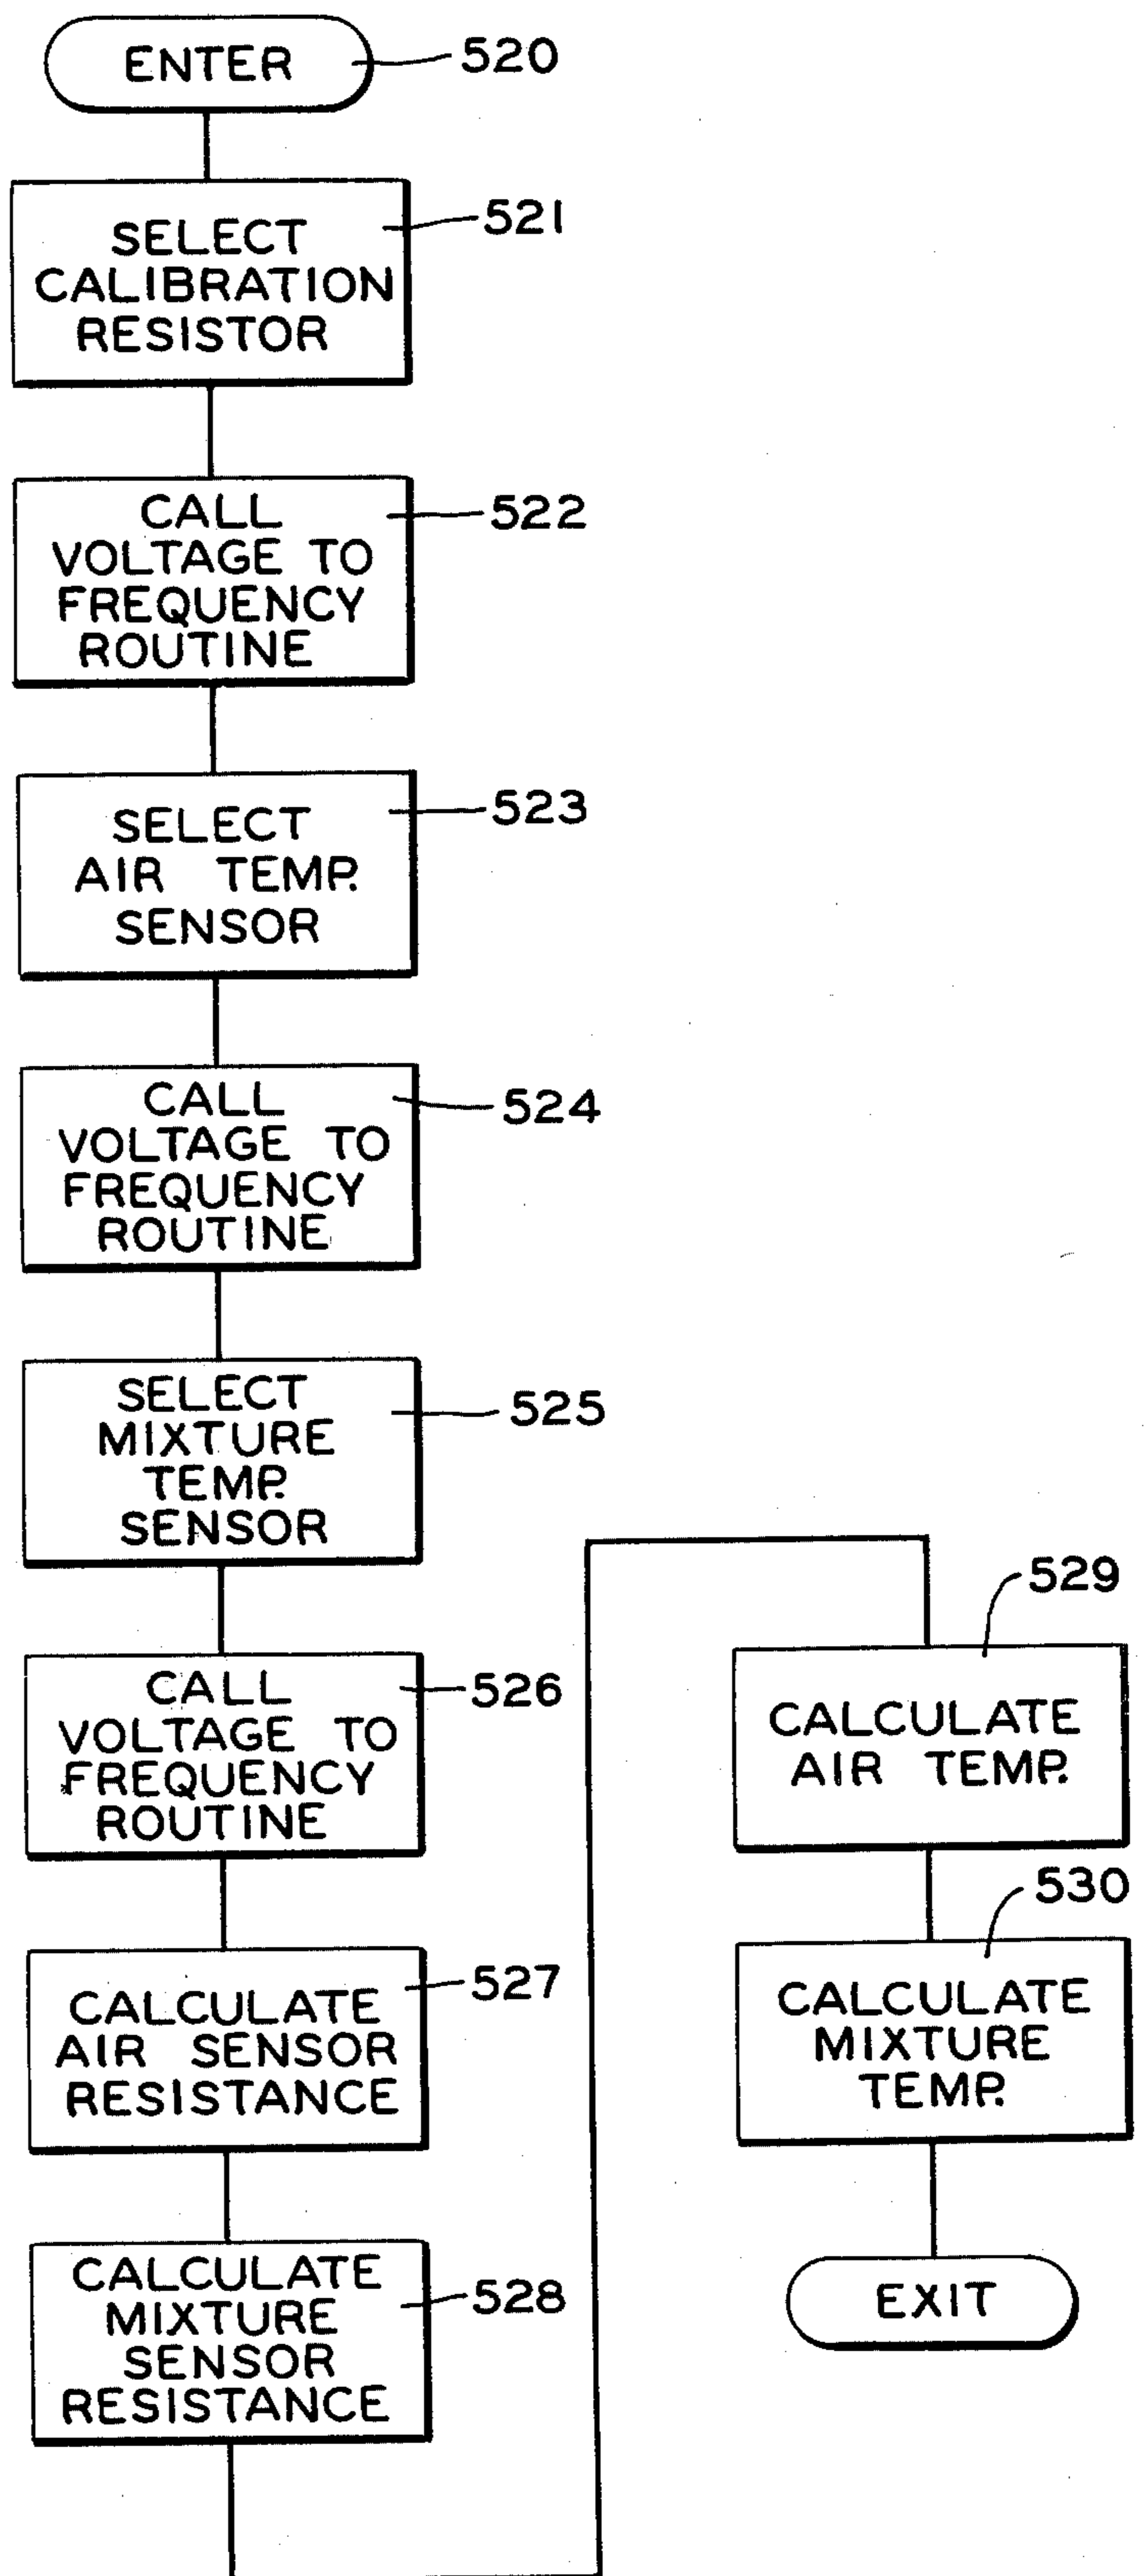 ENTER
520
SELECT
CALIBRATION
RESISTOR
521
CALL
VOLTAGE TO
FREQUENCY
ROUTINE
522
SELECT
AIR TEMP.
SENSOR
523
CALL
VOLTAGE TO
FREQUENCY
ROUTINE
524
SELECT
MIXTURE
TEMP.
SENSOR
525
CALL
VOLTAGE TO
FREQUENCY
ROUTINE
526
CALCULATE
AIR SENSOR
RESISTANCE
527
CALCULATE
MIXTURE
SENSOR
RESISTANCE
528
529
CALCULATE
AIR TEMP.
530
CALCULATE
MIXTURE
TEMP.
EXIT